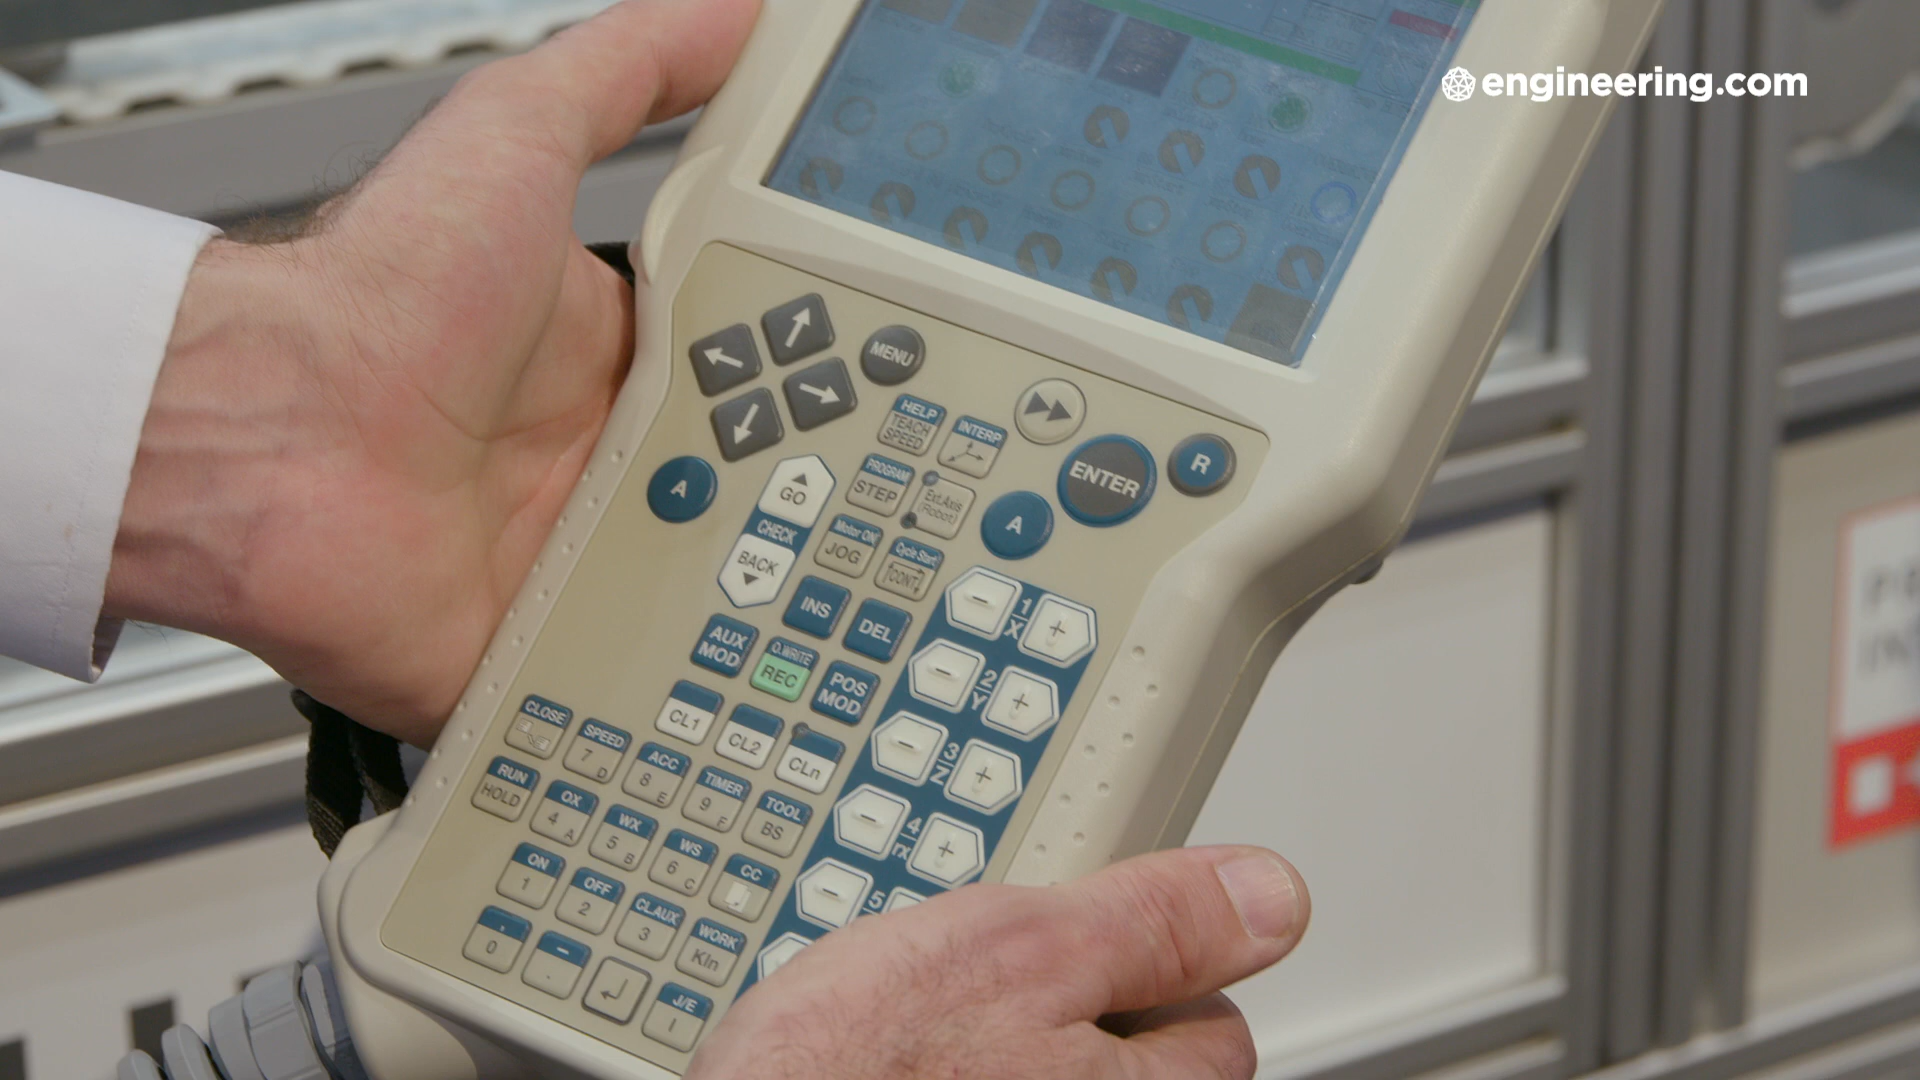 engineering.com
MENU
HELP
TEACH
SPEED
INTERP
ENTER
R
A
GO
CHECK
BACK
PROGRAM
STEP
Ext.Axis
(Robot)
A
Motor ON
JOG
Cycle Start
CONT
INS
DEL
AUX
MOD
O.WRITE
REC
POS
MOD
CL1
CL2
CLn
- 1 +
X
- 2 +
Y
- 3 +
Z
- 4 +
rx
- 5
CLOSE
SPEED
7 D
ACC
8 E
TIMER
9 F
TOOL
BS
RUN
HOLD
OX
4 A
WX
5 B
WS
6 C
CC
ON
1
OFF
2
CL.AUX
3
WORK
Kln
,
0
-
.
J/E
I